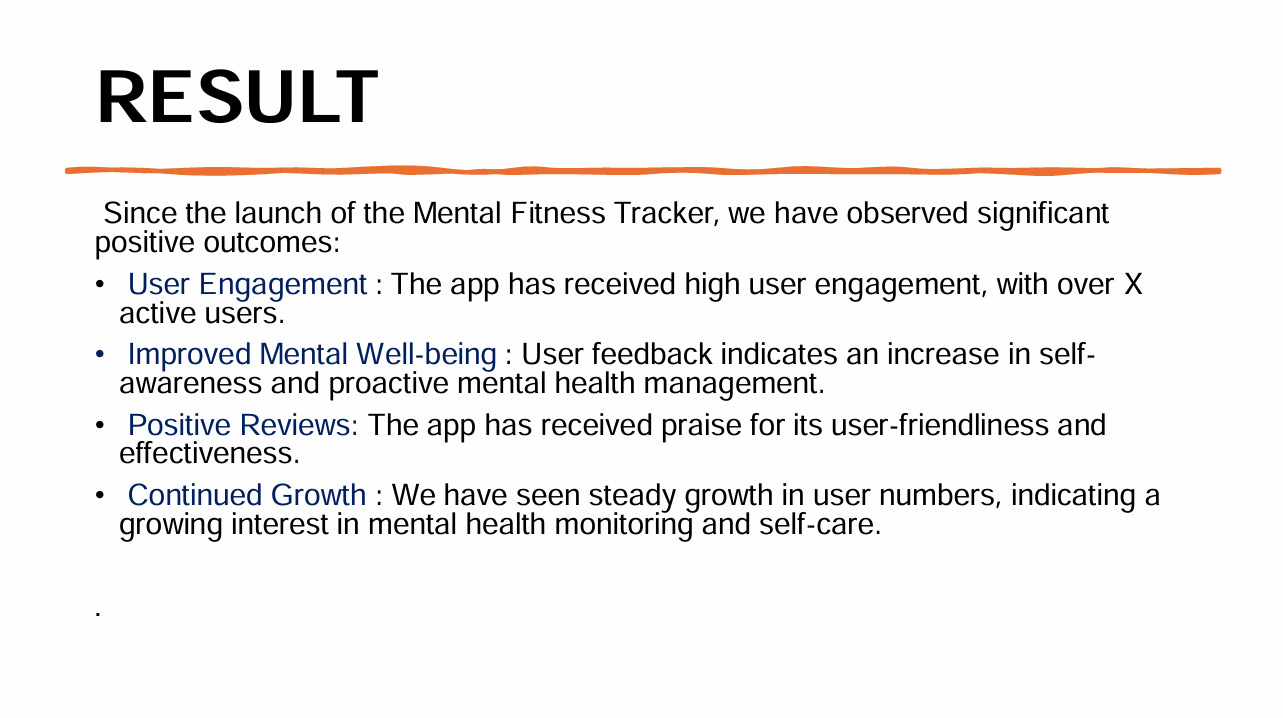 RESULT
Since the launch of the Mental Fitness Tracker, we have observed significant
positive outcomes:
• User Engagement : The app has received high user engagement, with over X
active users.
• Improved Mental Well-being : User feedback indicates an increase in self-
awareness and proactive mental health management.
• Positive Reviews: The app has received praise for its user-friendliness and
effectiveness.
• Continued Growth : We have seen steady growth in user numbers, indicating a
growing interest in mental health monitoring and self-care.
.